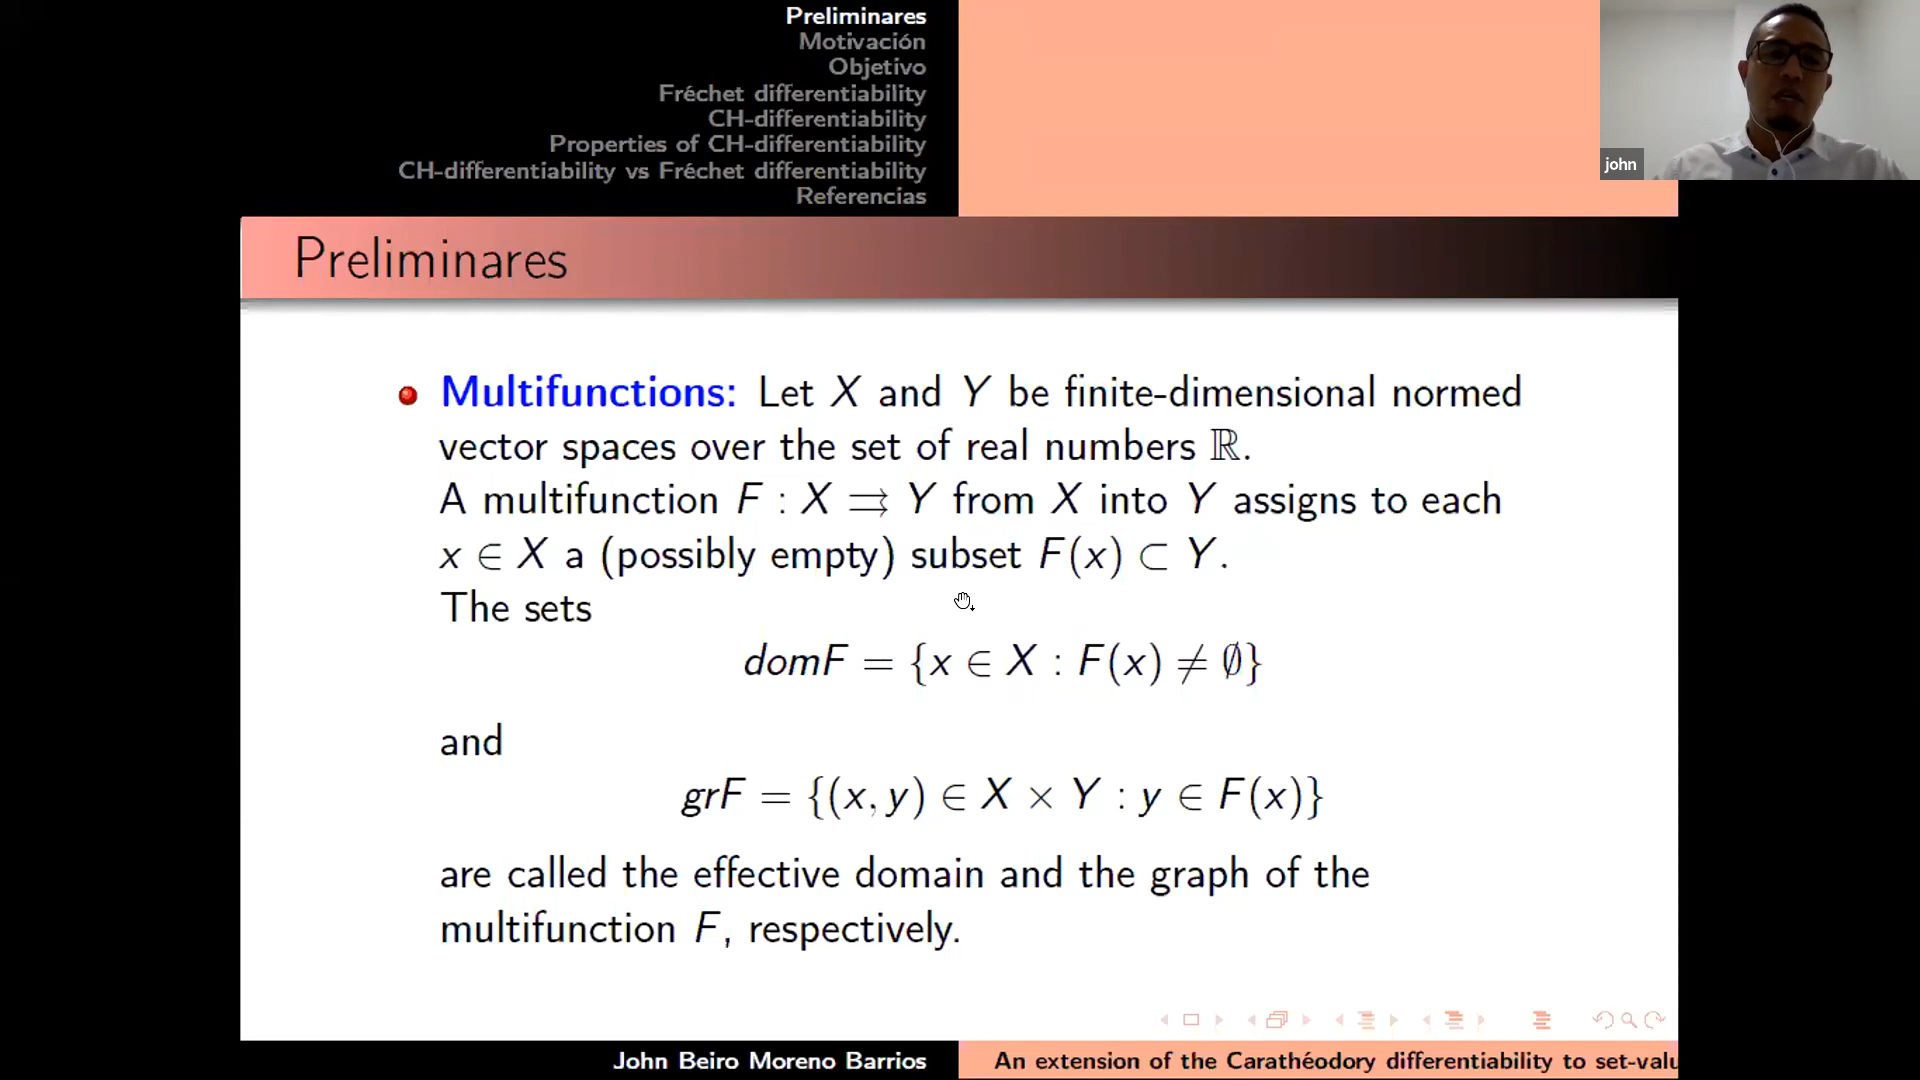 Preliminares
Motivación
Objetivo
Fréchet differentiability
CH-differentiability
Properties of CH-differentiability
CH-differentiability vs Fréchet differentiability
Referencias
john
Preliminares
Multifunctions: Let X and Y be finite-dimensional normed
vector spaces over the set of real numbers ℝ.
A multifunction F : X ⇉ Y from X into Y assigns to each
x ∈ X a (possibly empty) subset F(x) ⊂ Y.
The sets
domF = {x ∈ X : F(x) ≠ ∅}
and
grF = {(x, y) ∈ X × Y : y ∈ F(x)}
are called the effective domain and the graph of the
multifunction F, respectively.
John Beiro Moreno Barrios
An extension of the Carathéodory differentiability to set-valu